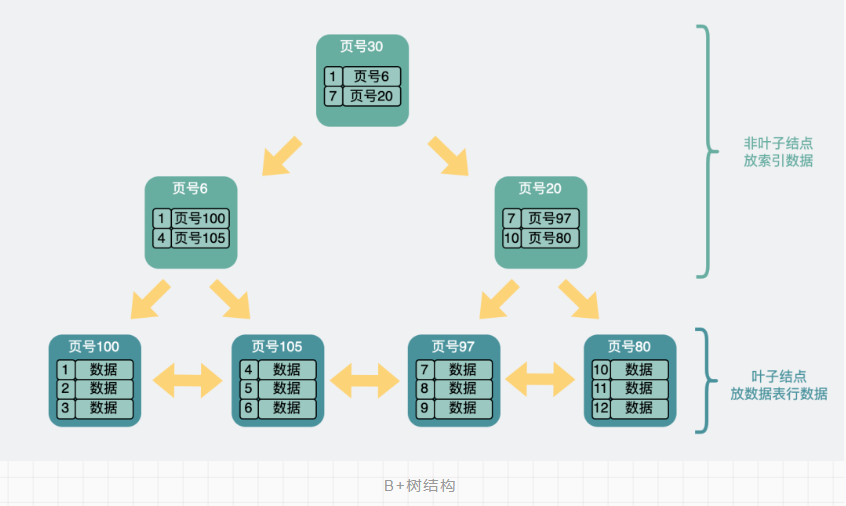 页号30
1 页号6
7 页号20
非叶子结点
放索引数据
页号6
1 页号100
4 页号105
页号20
7 页号97
10 页号80
页号100
1 数据
2 数据
3 数据
页号105
4 数据
5 数据
6 数据
页号97
7 数据
8 数据
9 数据
页号80
10 数据
11 数据
12 数据
叶子结点
放数据表行数据
B+树结构